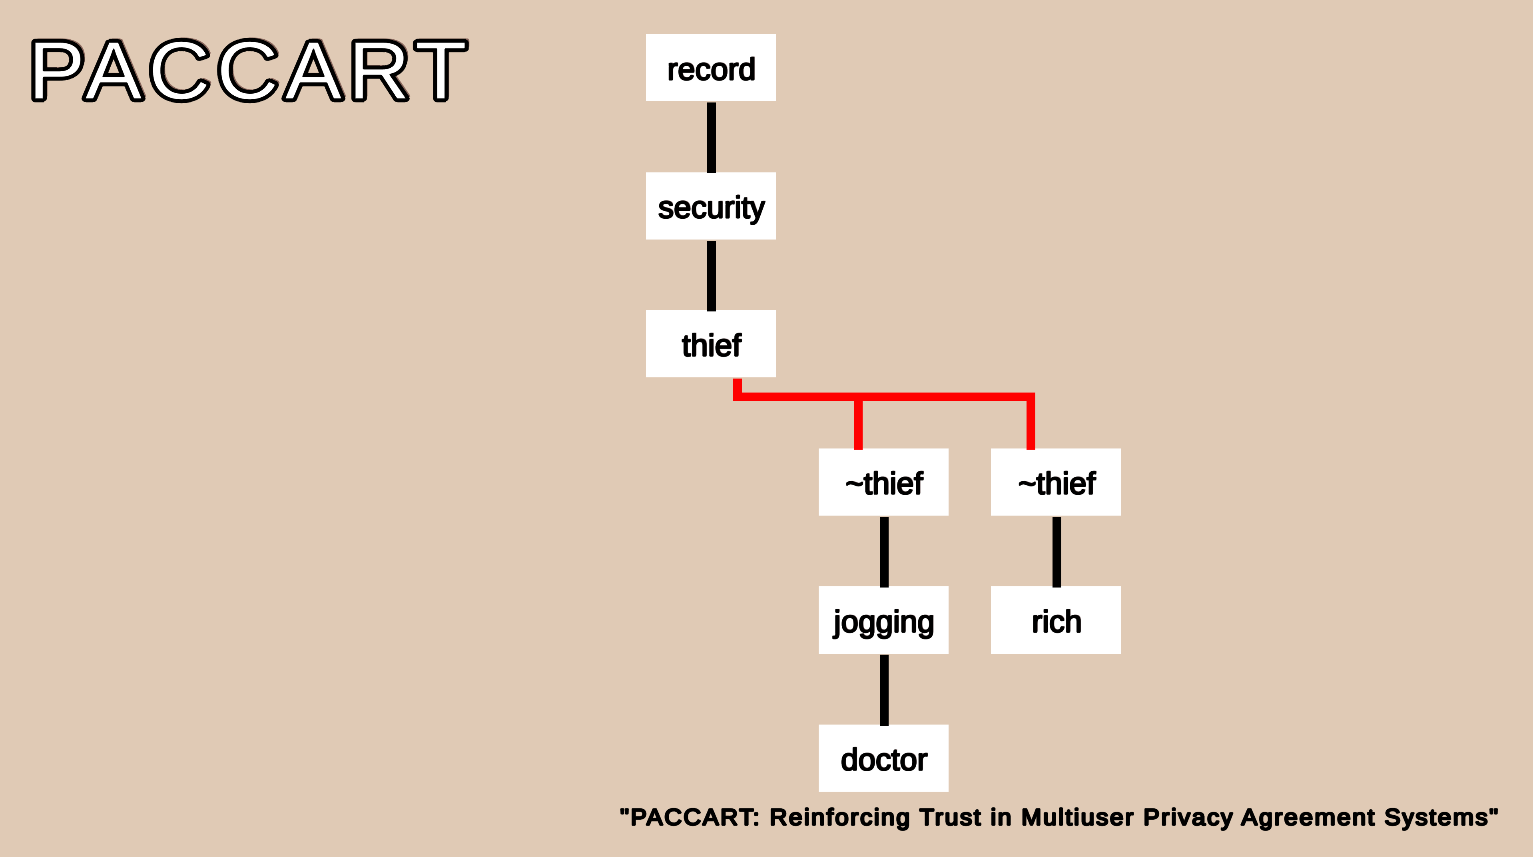 PACCART
record
security
thief
~thief ~thief
jogging rich
doctor
"PACCART: Reinforcing Trust in Multiuser Privacy Agreement Systems"